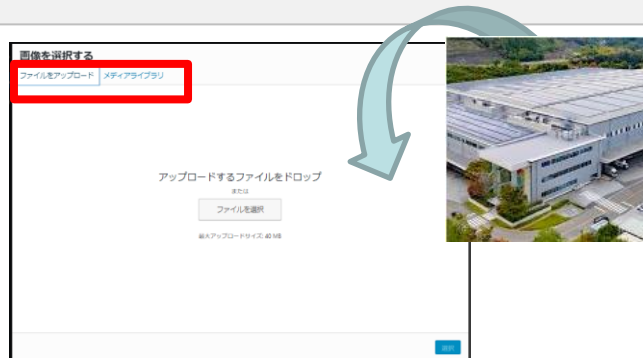 画像を選択する
ファイルをアップロード メディアライブラリ
アップロードするファイルをドロップ
または
ファイルを選択
最大アップロードサイズ: 40 MB
選択